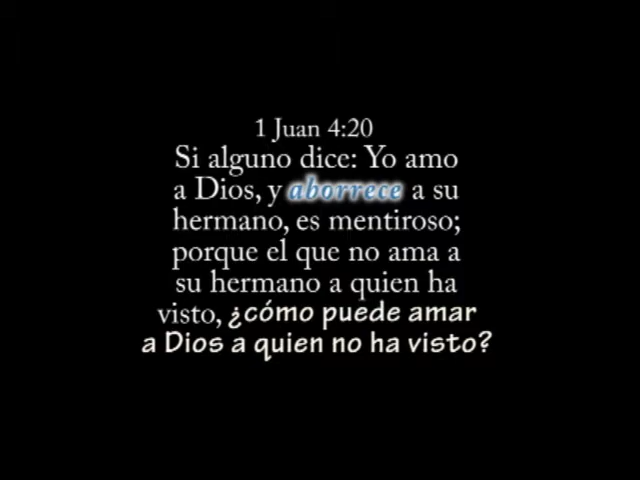 1 Juan 4:20
Si alguno dice: Yo amo
a Dios, y aborrece a su
hermano, es mentiroso;
porque el que no ama a
su hermano a quien ha
visto, ¿cómo puede amar
a Dios a quien no ha visto?